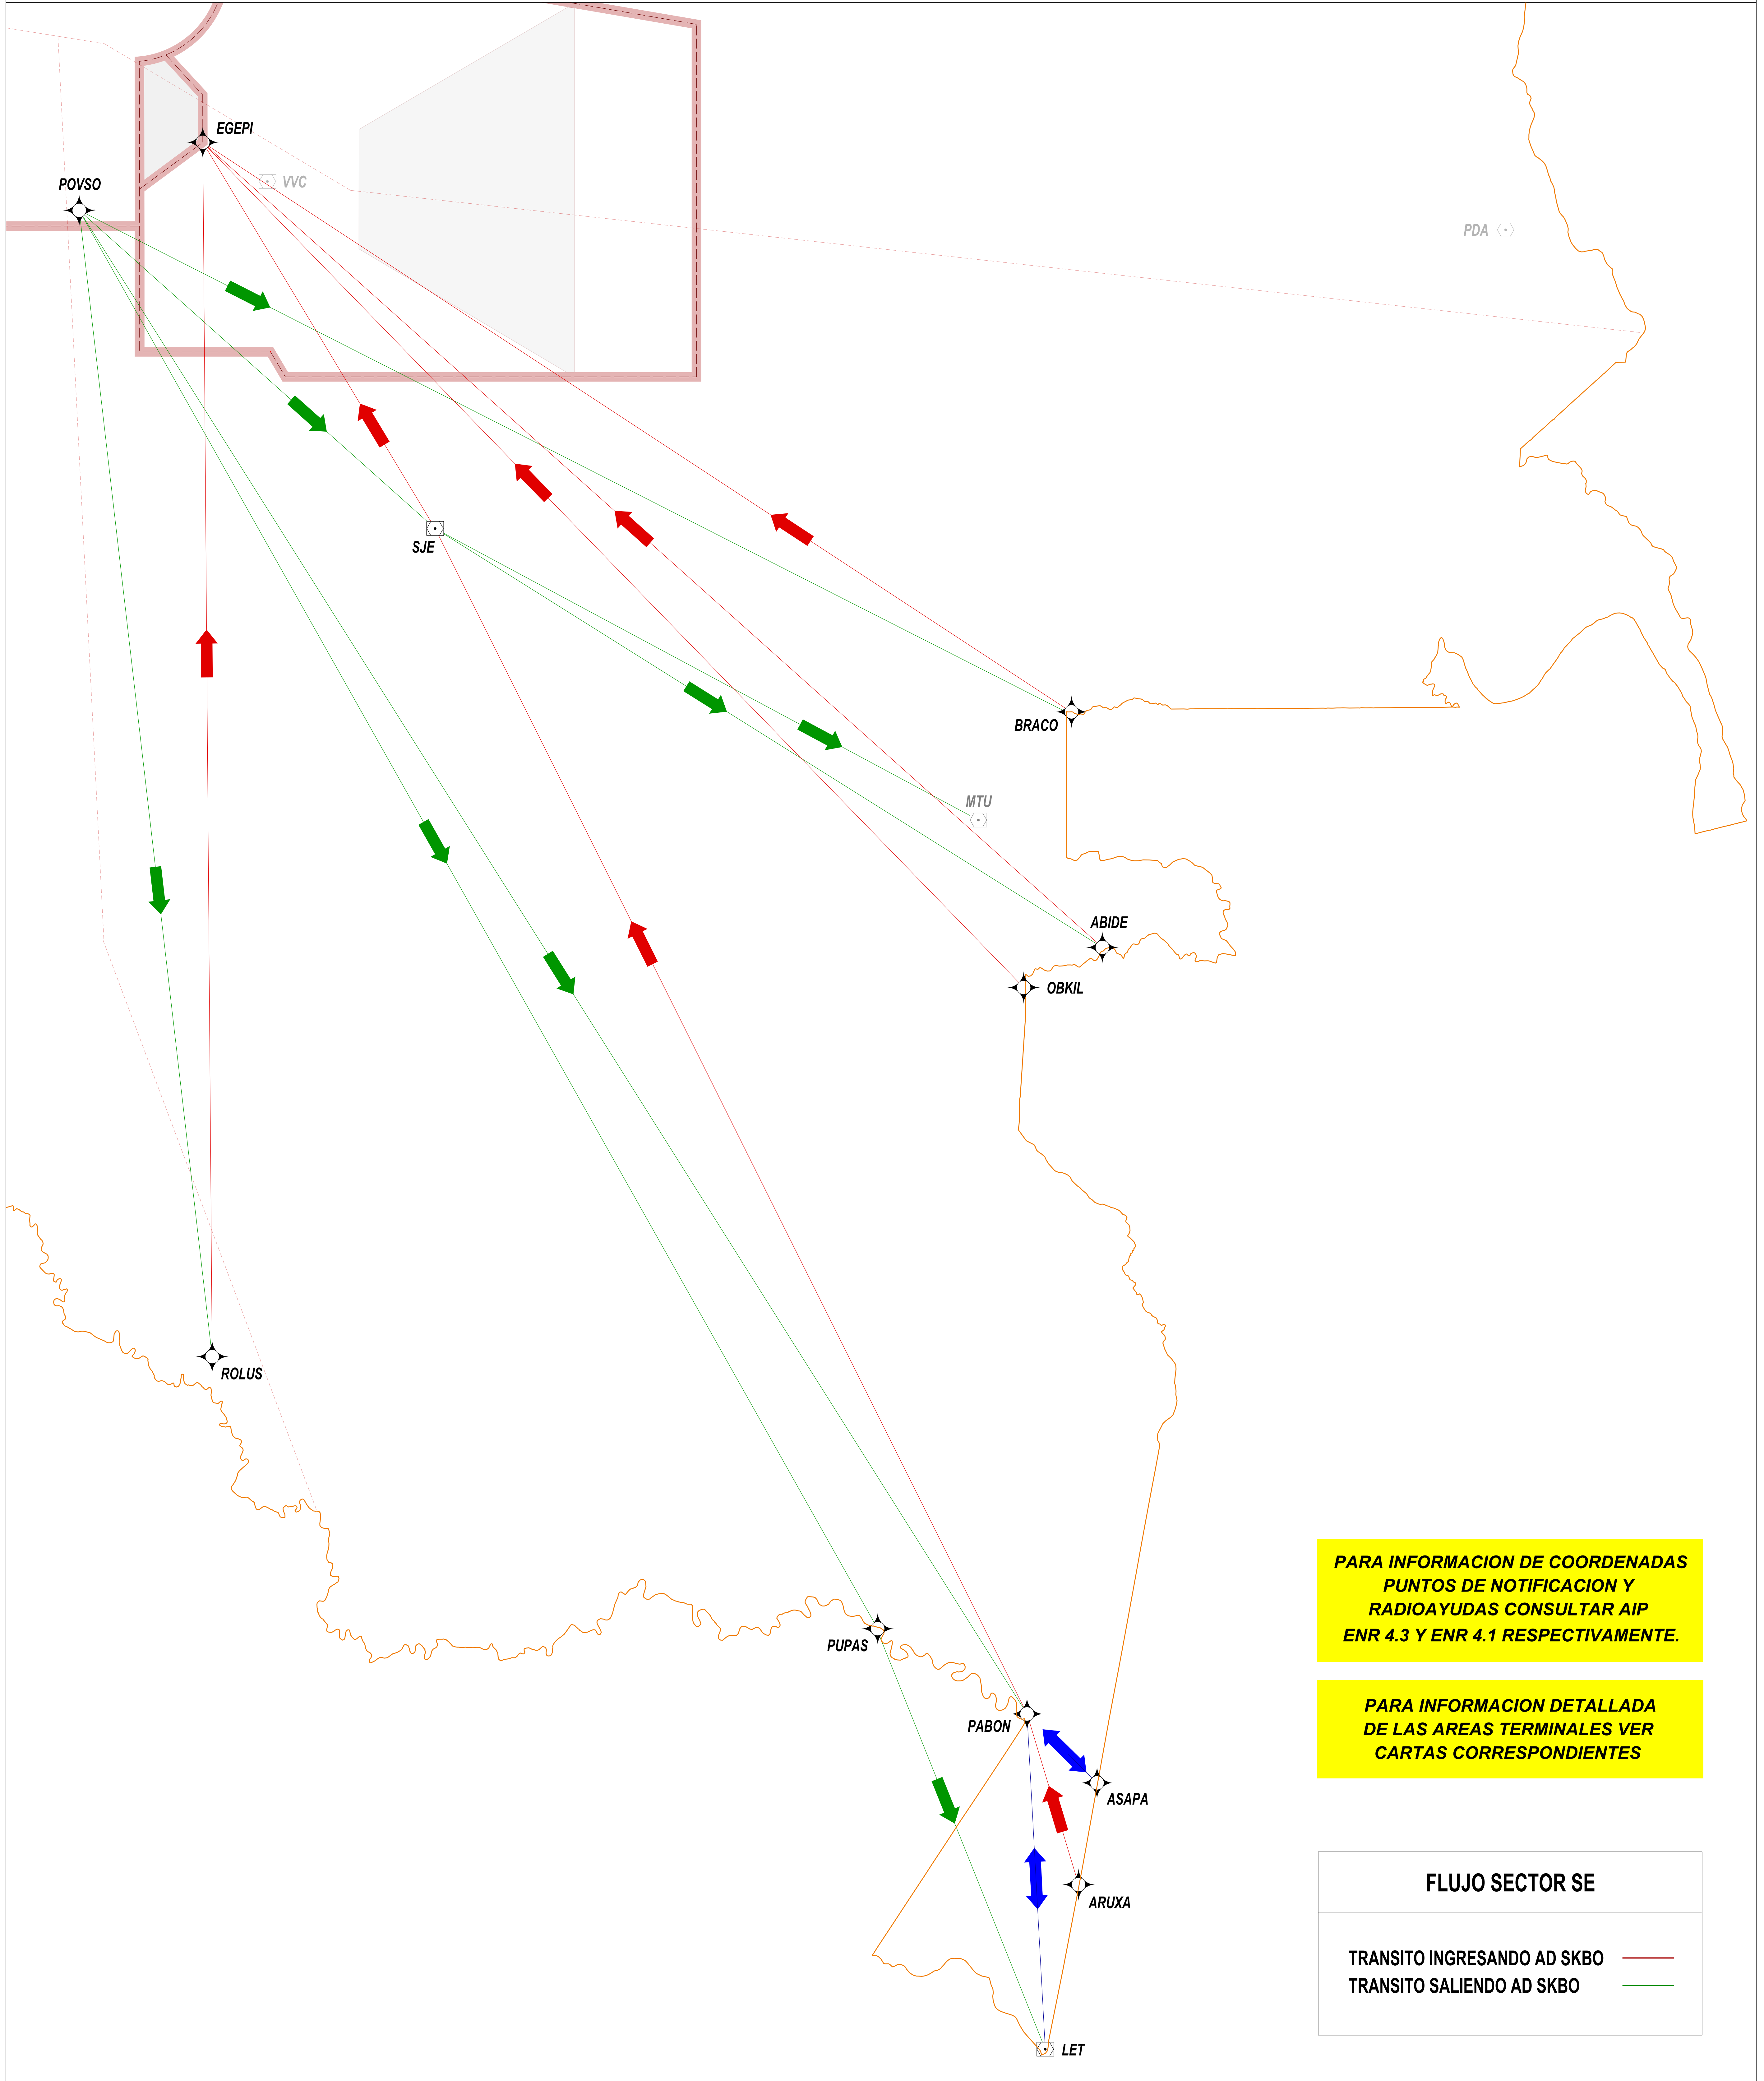 EGEPI
VVC
POVSO
PDA
SJE
BRACO
MTU
ABIDE
OBKIL
ROLUS
PUPAS
PABON
ASAPA
ARUXA
LET
PARA INFORMACION DE COORDENADAS
PUNTOS DE NOTIFICACION Y
RADIOAYUDAS CONSULTAR AIP
ENR 4.3 Y ENR 4.1 RESPECTIVAMENTE.
PARA INFORMACION DETALLADA
DE LAS AREAS TERMINALES VER
CARTAS CORRESPONDIENTES
FLUJO SECTOR SE
TRANSITO INGRESANDO AD SKBO
TRANSITO SALIENDO AD SKBO